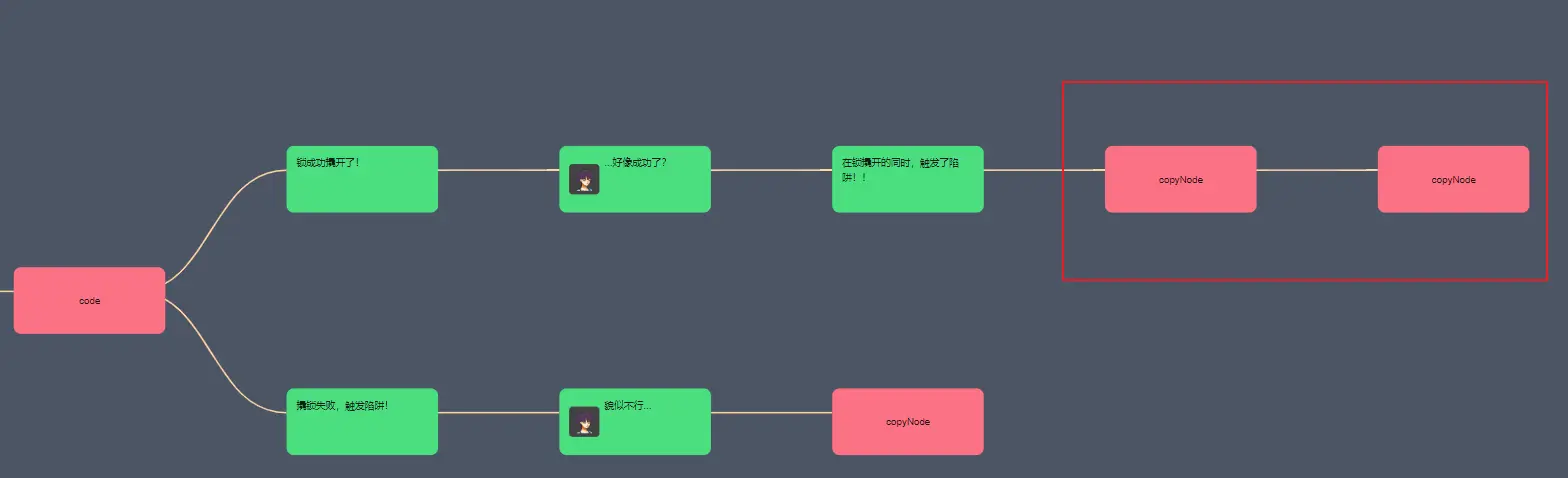 锁成功撬开了！
...好像成功了？
在锁撬开的同时，触发了陷
阱！！
copyNode
copyNode
code
撬锁失败，触发陷阱！
貌似不行...
copyNode